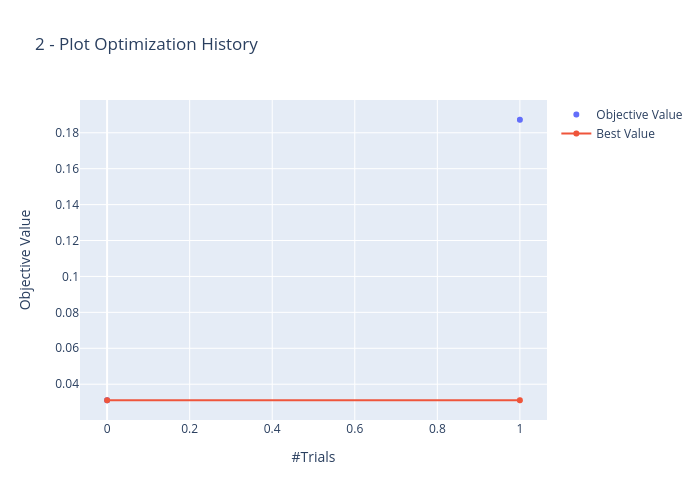 2 - Plot Optimization History
Objective Value
Best Value
0.18
0.16
0.14
0.12
0.1
0.08
0.06
0.04
Objective Value
0
0.2
0.4
0.6
0.8
1
#Trials